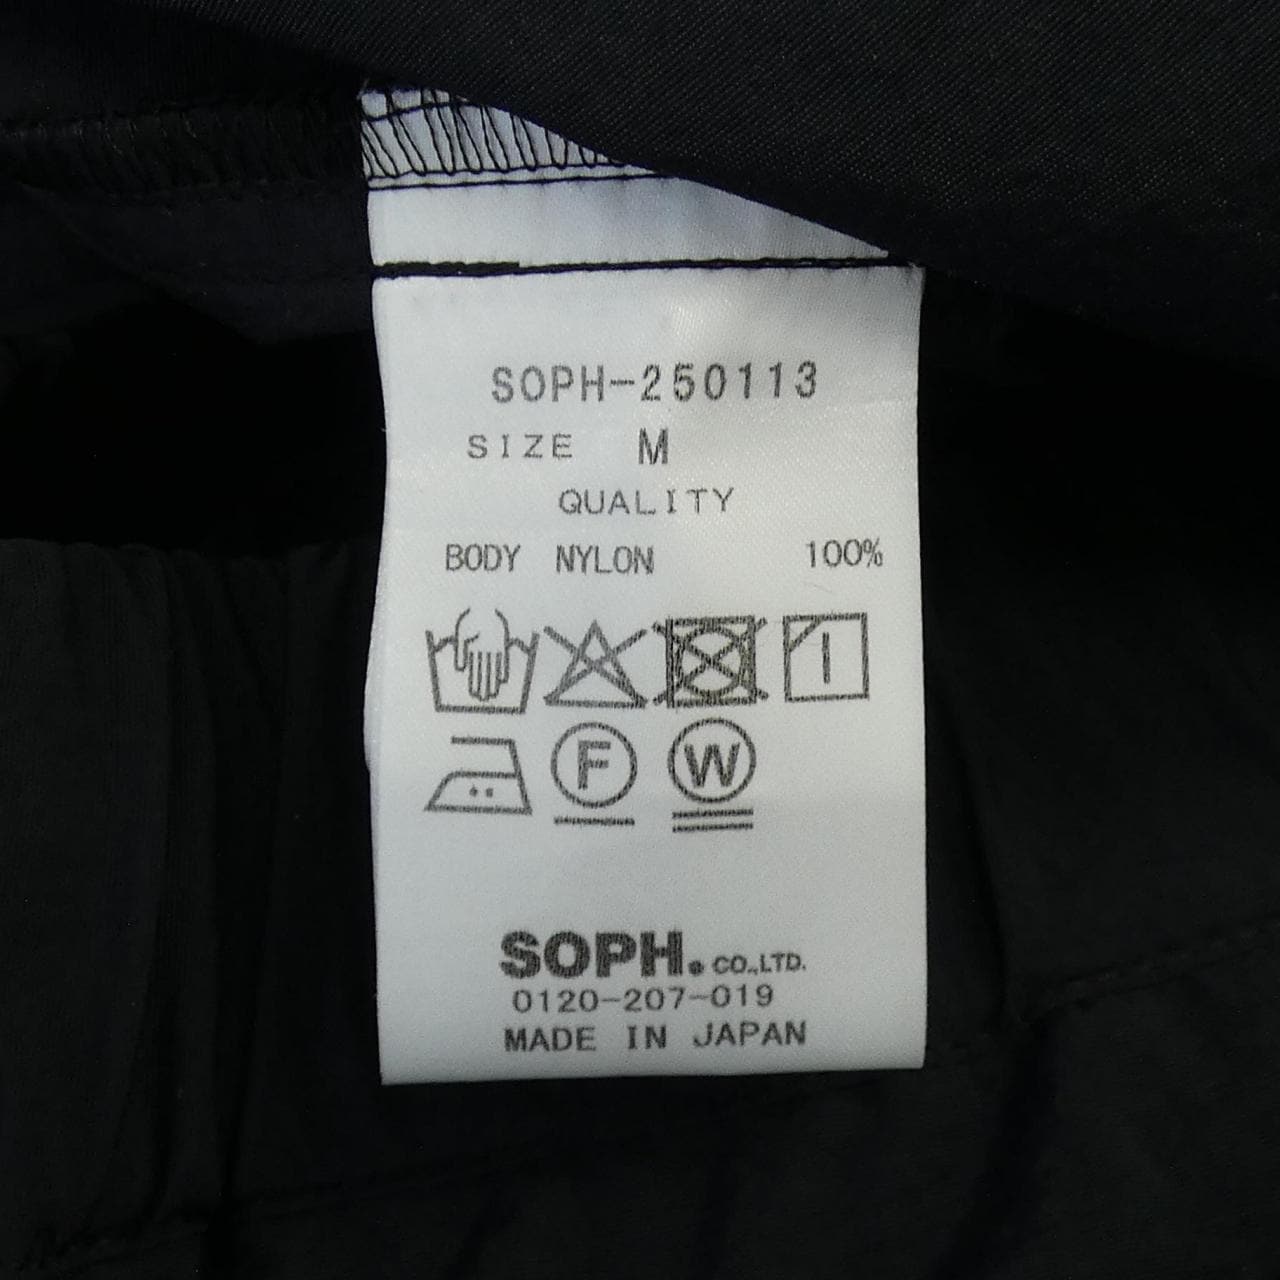 SOPH-250113
SIZE M
QUALITY
BODY NYLON 100%
F W
SOPH. CO.,LTD.
0120-207-019
MADE IN JAPAN